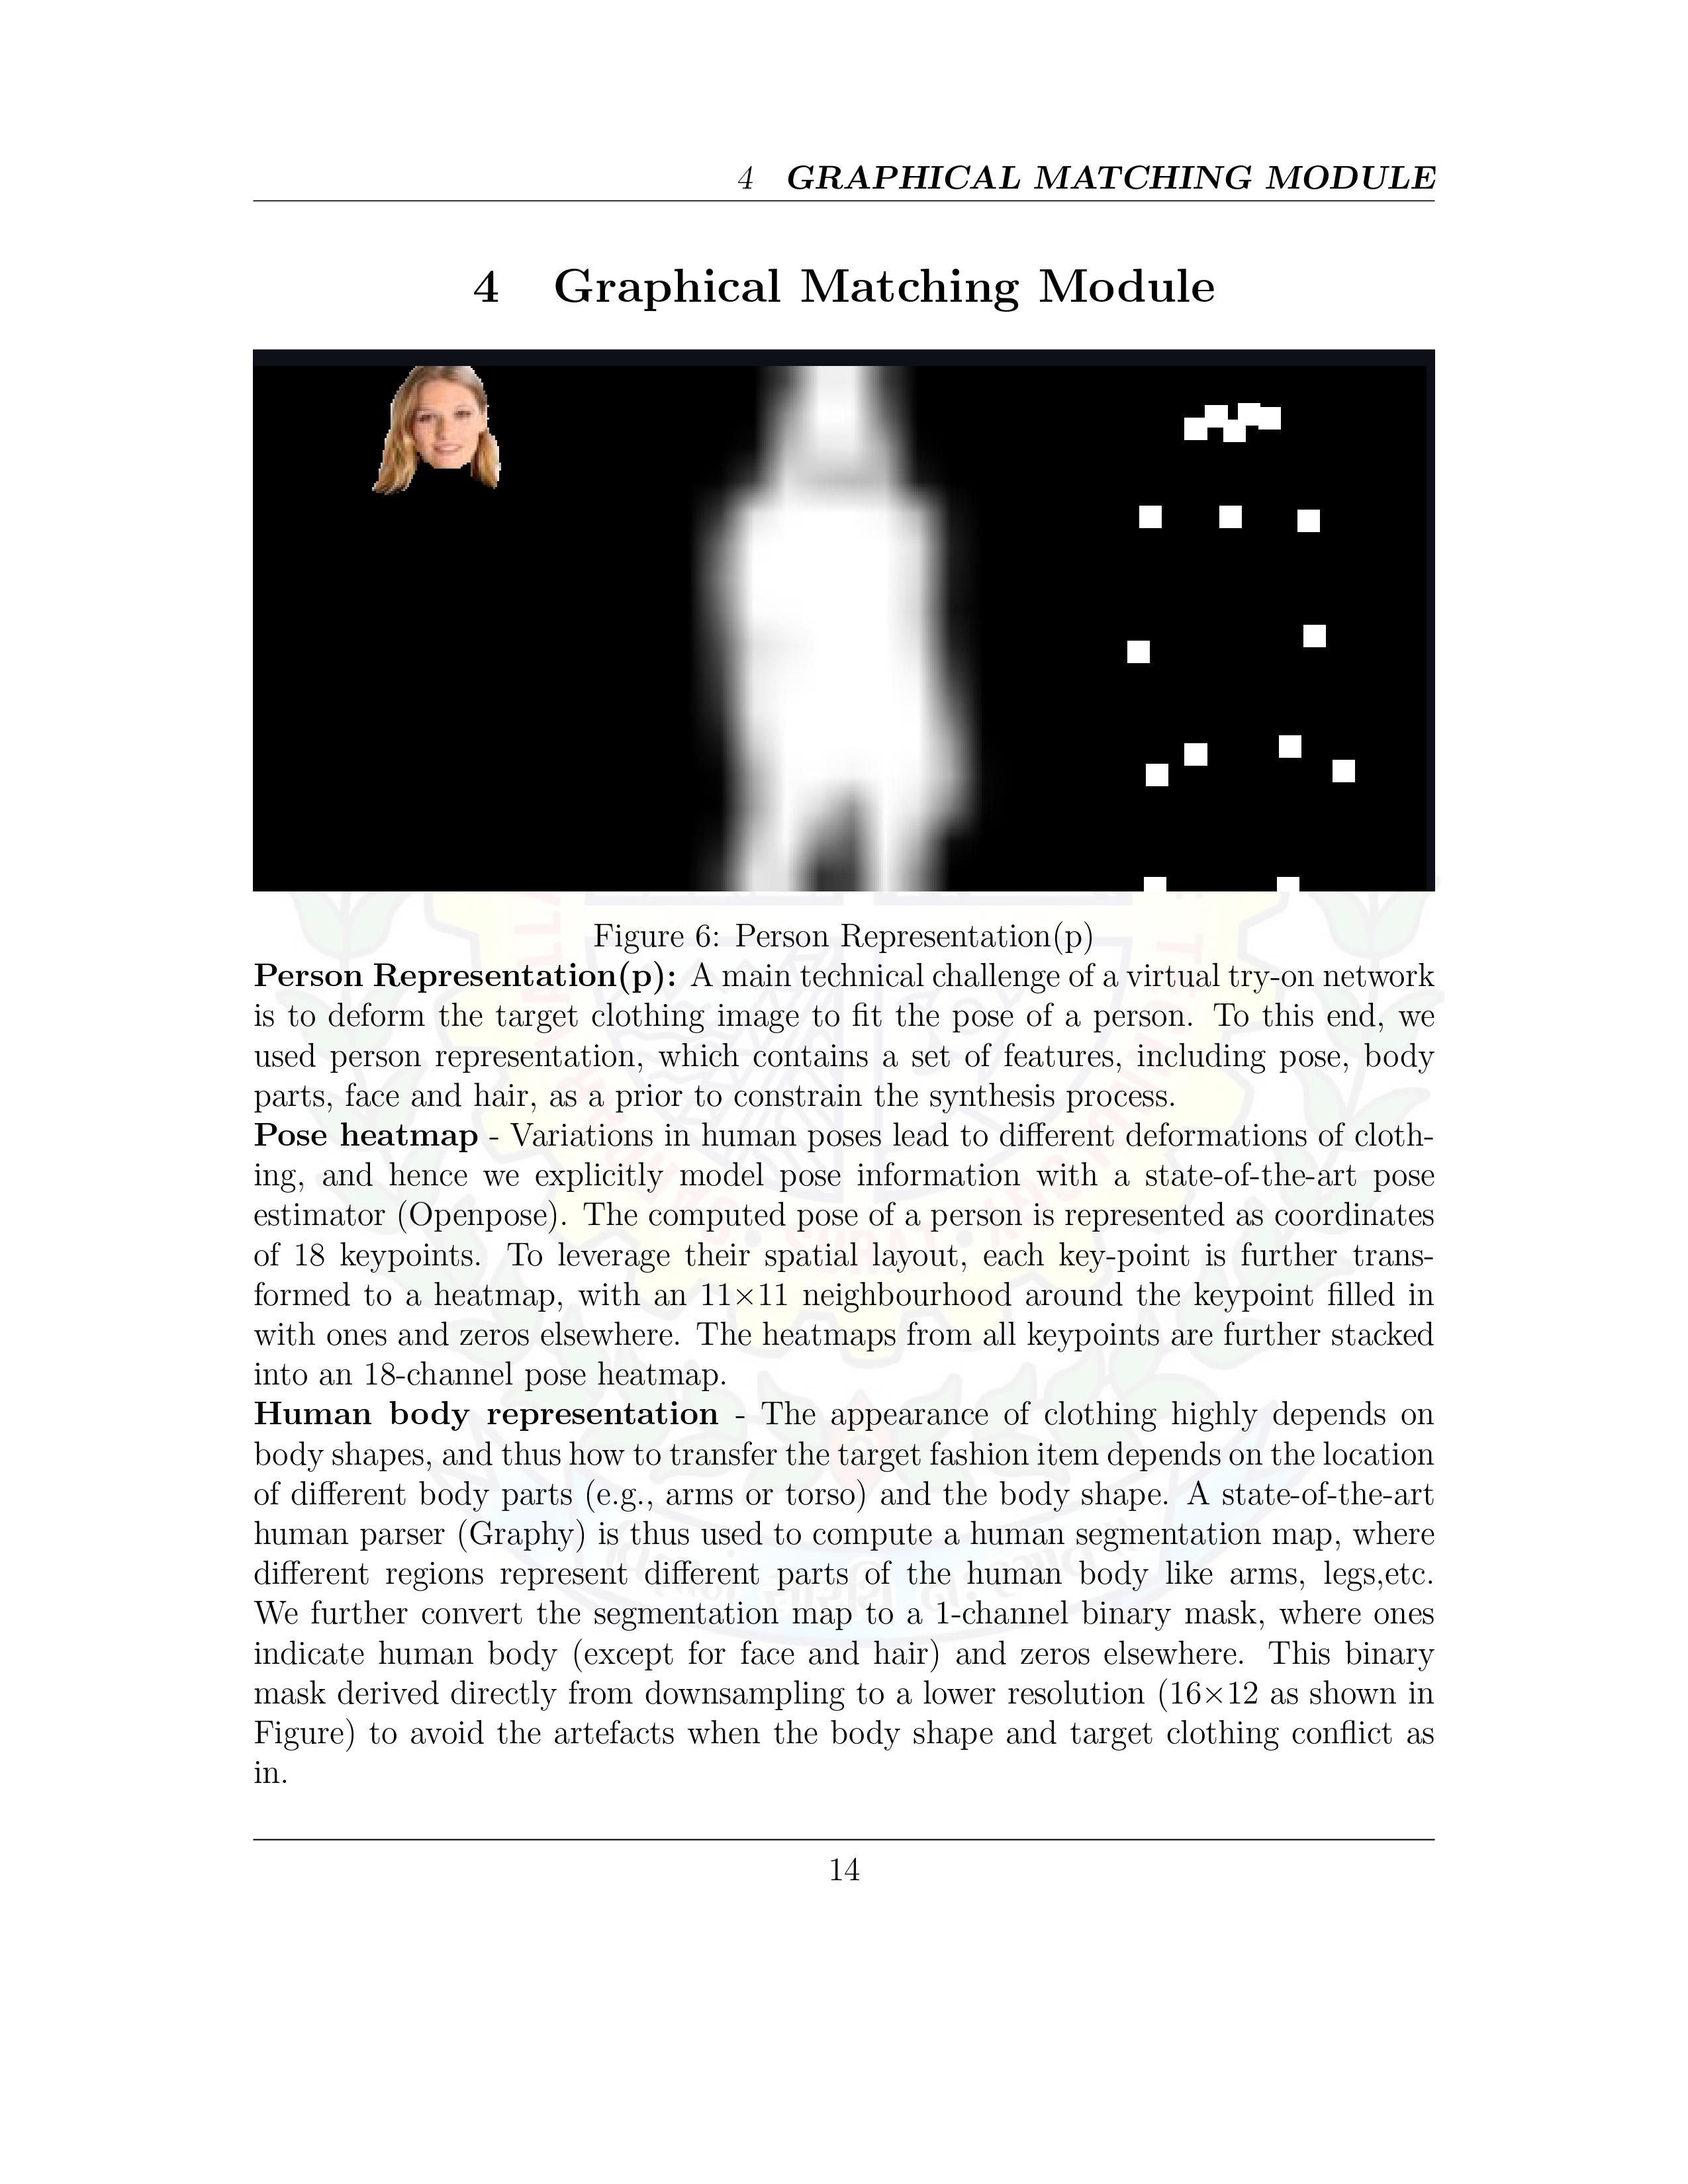 4 GRAPHICAL MATCHING MODULE
4 Graphical Matching Module
Figure 6: Person Representation(p)
Person Representation(p): A main technical challenge of a virtual try-on network
is to deform the target clothing image to fit the pose of a person. To this end, we
used person representation, which contains a set of features, including pose, body
parts, face and hair, as a prior to constrain the synthesis process.
Pose heatmap - Variations in human poses lead to different deformations of cloth-
ing, and hence we explicitly model pose information with a state-of-the-art pose
estimator (Openpose). The computed pose of a person is represented as coordinates
of 18 keypoints. To leverage their spatial layout, each key-point is further trans-
formed to a heatmap, with an 11×11 neighbourhood around the keypoint filled in
with ones and zeros elsewhere. The heatmaps from all keypoints are further stacked
into an 18-channel pose heatmap.
Human body representation - The appearance of clothing highly depends on
body shapes, and thus how to transfer the target fashion item depends on the location
of different body parts (e.g., arms or torso) and the body shape. A state-of-the-art
human parser (Graphy) is thus used to compute a human segmentation map, where
different regions represent different parts of the human body like arms, legs,etc.
We further convert the segmentation map to a 1-channel binary mask, where ones
indicate human body (except for face and hair) and zeros elsewhere. This binary
mask derived directly from downsampling to a lower resolution (16×12 as shown in
Figure) to avoid the artefacts when the body shape and target clothing conflict as
in.
14